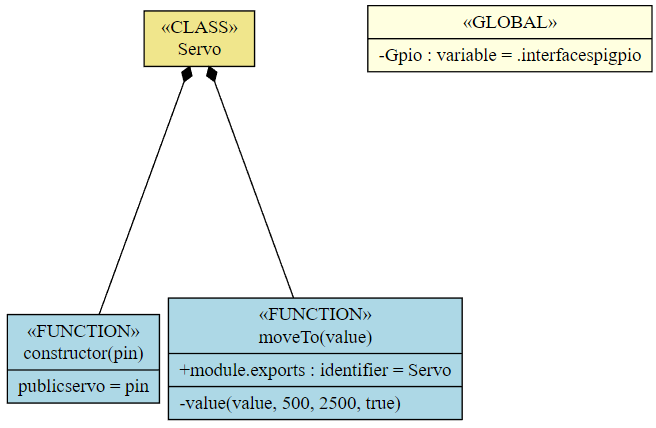 «CLASS»
Servo
«GLOBAL»
-Gpio : variable = .interfacespigpio
«FUNCTION»
constructor(pin)
publicservo = pin
«FUNCTION»
moveTo(value)
+module.exports : identifier = Servo
-value(value, 500, 2500, true)